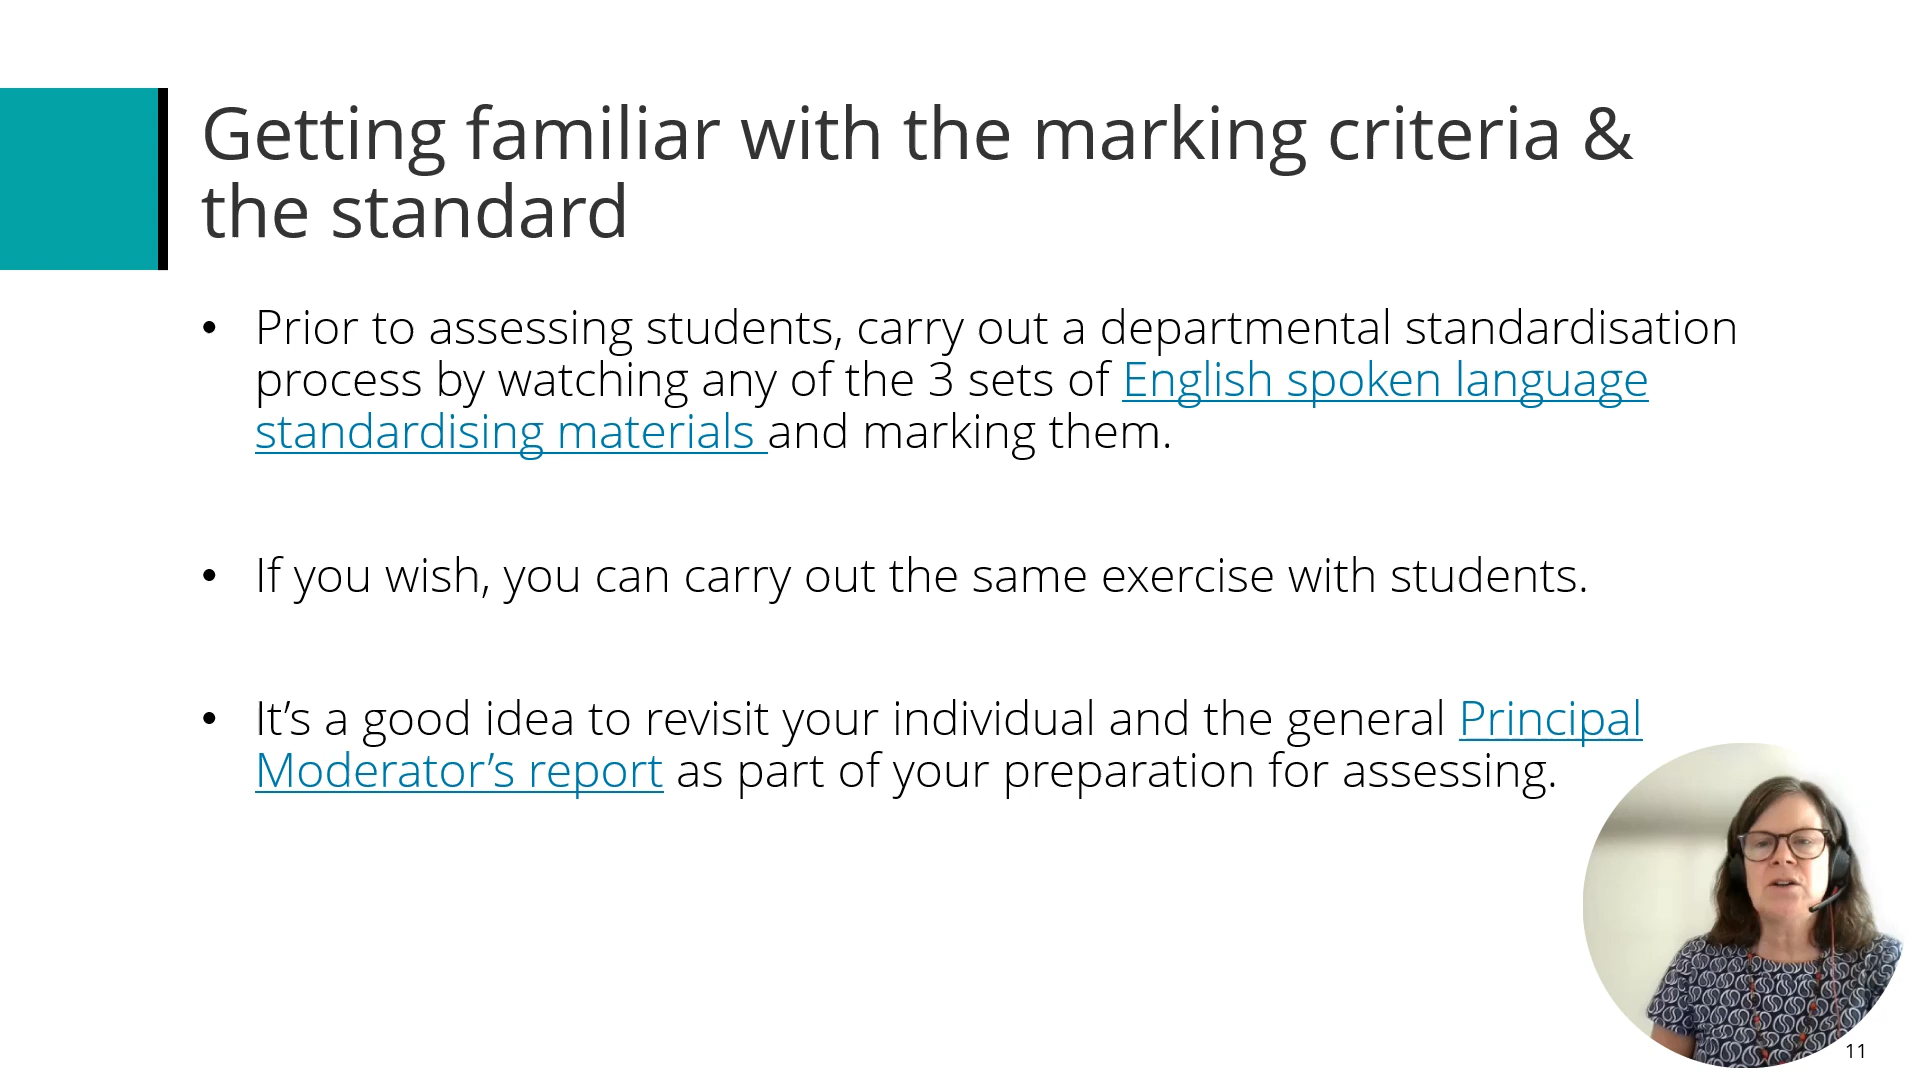 Getting familiar with the marking criteria &
the standard
• Prior to assessing students, carry out a departmental standardisation
process by watching any of the 3 sets of English spoken language
standardising materials and marking them.
• If you wish, you can carry out the same exercise with students.
• It’s a good idea to revisit your individual and the general Principal
Moderator’s report as part of your preparation for assessing.
11